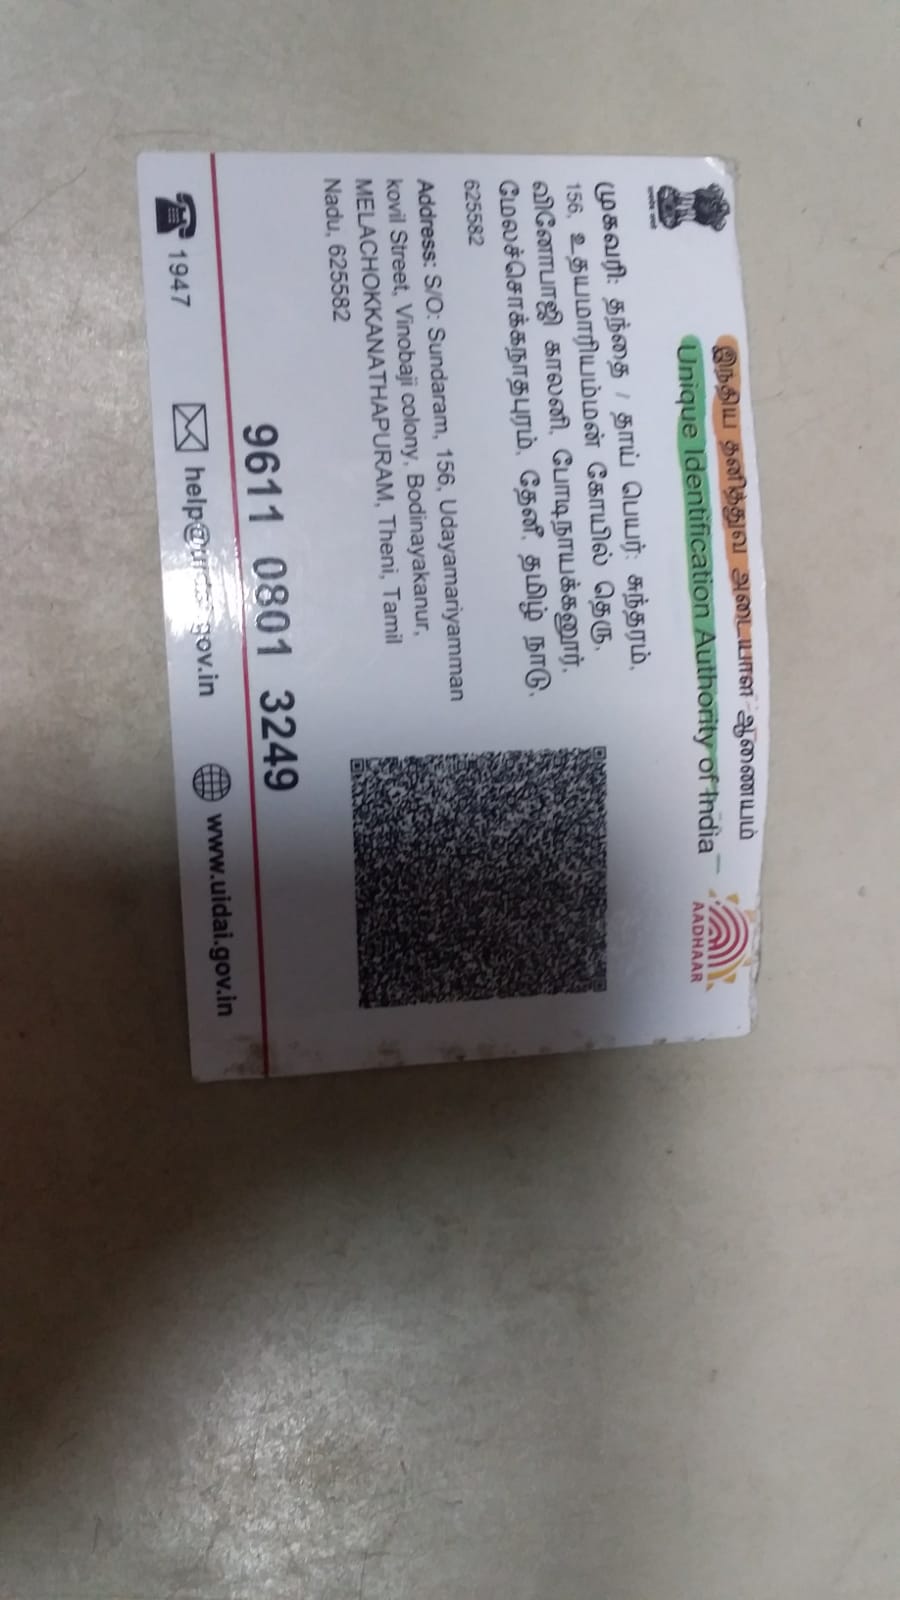 இந்திய தனித்துவ அடையாள ஆணையம்
Unique Identification Authority of India
AADHAAR
முகவரி: தந்தை / தாய் பெயர்: சுந்தரம்,
156, உதயமாரியம்மன் கோயில் தெரு,
வினோபாஜி காலனி, போடிநாயக்கனூர்,
மேலச்சொக்கநாதபுரம், தேனி, தமிழ் நாடு,
625582
Address: S/O: Sundaram, 156, Udayamariyamman
kovil Street, Vinobaji colony, Bodinayakanur,
MELACHOKKANATHAPURAM, Theni, Tamil
Nadu, 625582
9611 0801 3249
1947
help@uidai.gov.in
www.uidai.gov.in